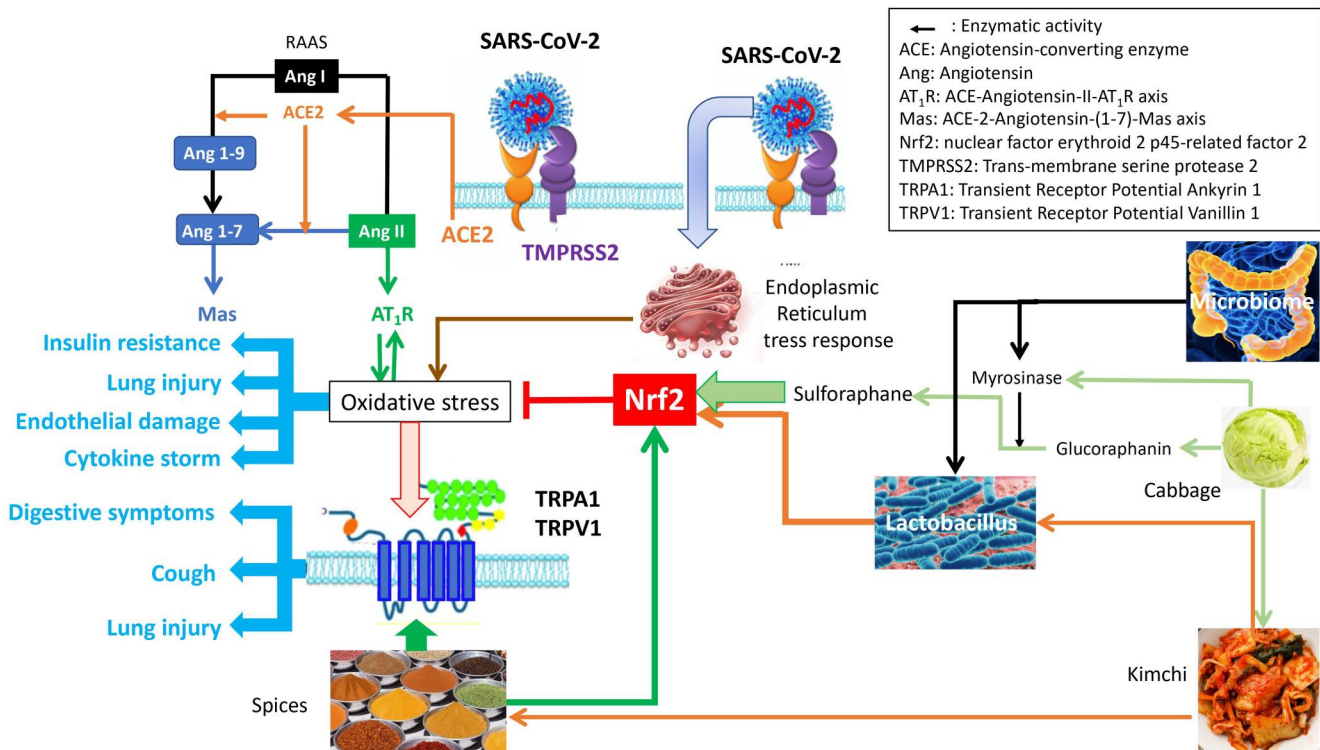 RAAS
Ang I
ACE2
Ang 1-9
Ang 1-7
Ang II
ACE2
Mas
AT₁R
SARS-CoV-2
SARS-CoV-2
TMPRSS2
← : Enzymatic activity
ACE: Angiotensin-converting enzyme
Ang: Angiotensin
AT₁R: ACE-Angiotensin-II-AT₁R axis
Mas: ACE-2-Angiotensin-(1-7)-Mas axis
Nrf2: nuclear factor erythroid 2 p45-related factor 2
TMPRSS2: Trans-membrane serine protease 2
TRPA1: Transient Receptor Potential Ankyrin 1
TRPV1: Transient Receptor Potential Vanillin 1
Endoplasmic
Reticulum
tress response
Microbiome
Insulin resistance
Lung injury
Endothelial damage
Cytokine storm
Oxidative stress
Nrf2
Sulforaphane
Myrosinase
Glucoraphanin
Cabbage
Lactobacillus
TRPA1
TRPV1
Digestive symptoms
Cough
Lung injury
Spices
Kimchi